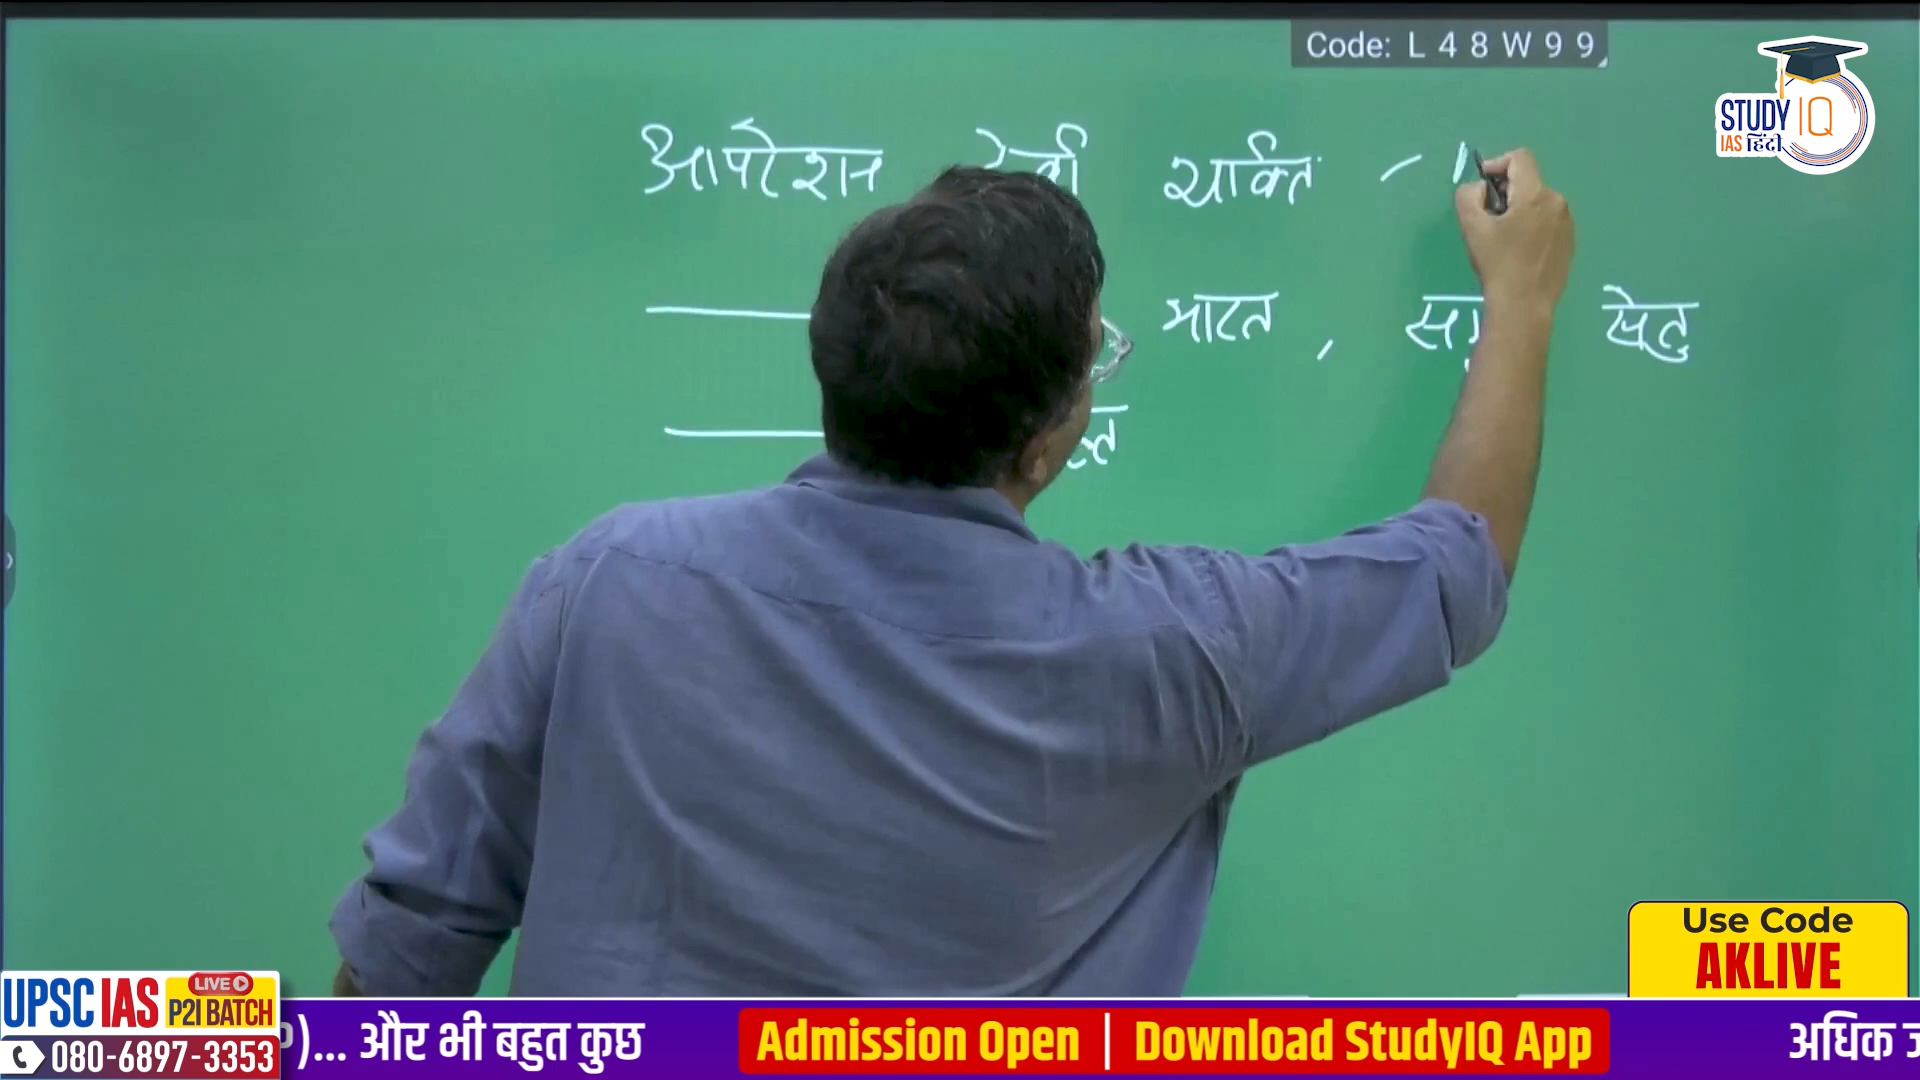 Code: L 4 8 W 9 9
STUDY IQ
IAS हिंदी
आपरेशन शक्ति -
भारत , सेतु
Use Code
AKLIVE
UPSC IAS LIVE P2I BATCH
080-6897-3353
P)... और भी बहुत कुछ Admission Open | Download StudyIQ App अधिक